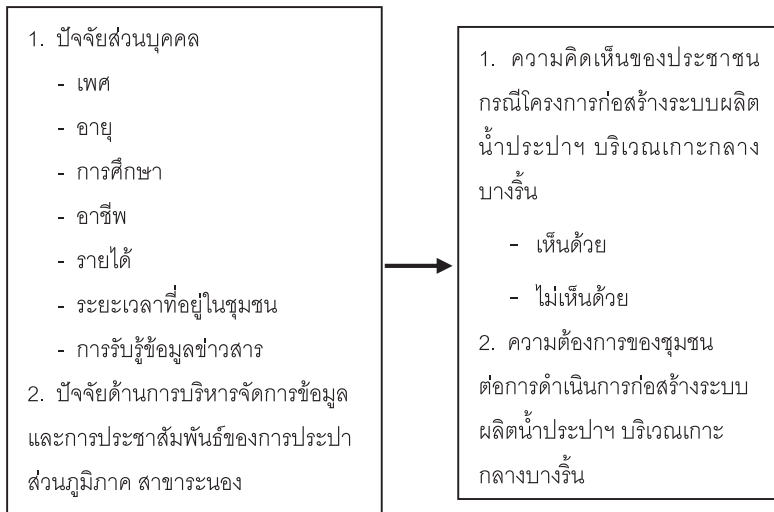 1. ปัจจัยส่วนบุคคล
- เพศ
- อายุ
- การศึกษา
- อาชีพ
- รายได้
- ระยะเวลาที่อยู่ในชุมชน
- การรับรู้ข้อมูลข่าวสาร
2. ปัจจัยด้านการบริหารจัดการข้อมูล
และการประชาสัมพันธ์ของการประปา
ส่วนภูมิภาค สาขาระนอง
1. ความคิดเห็นของประชาชน
กรณีโครงการก่อสร้างระบบผลิต
น้ำประปาฯ บริเวณเกาะกลาง
บางริ้น
- เห็นด้วย
- ไม่เห็นด้วย
2. ความต้องการของชุมชน
ต่อการดำเนินการก่อสร้างระบบ
ผลิตน้ำประปาฯ บริเวณเกาะ
กลางบางริ้น